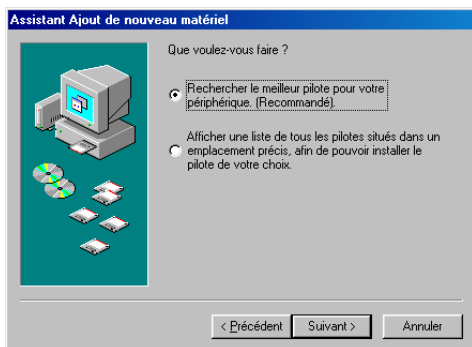 Assistant Ajout de nouveau matériel
Que voulez-vous faire ?
Rechercher le meilleur pilote pour votre
périphérique. (Recommandé).
Afficher une liste de tous les pilotes situés dans un
emplacement précis, afin de pouvoir installer le
pilote de votre choix.
< Précédent
Suivant >
Annuler